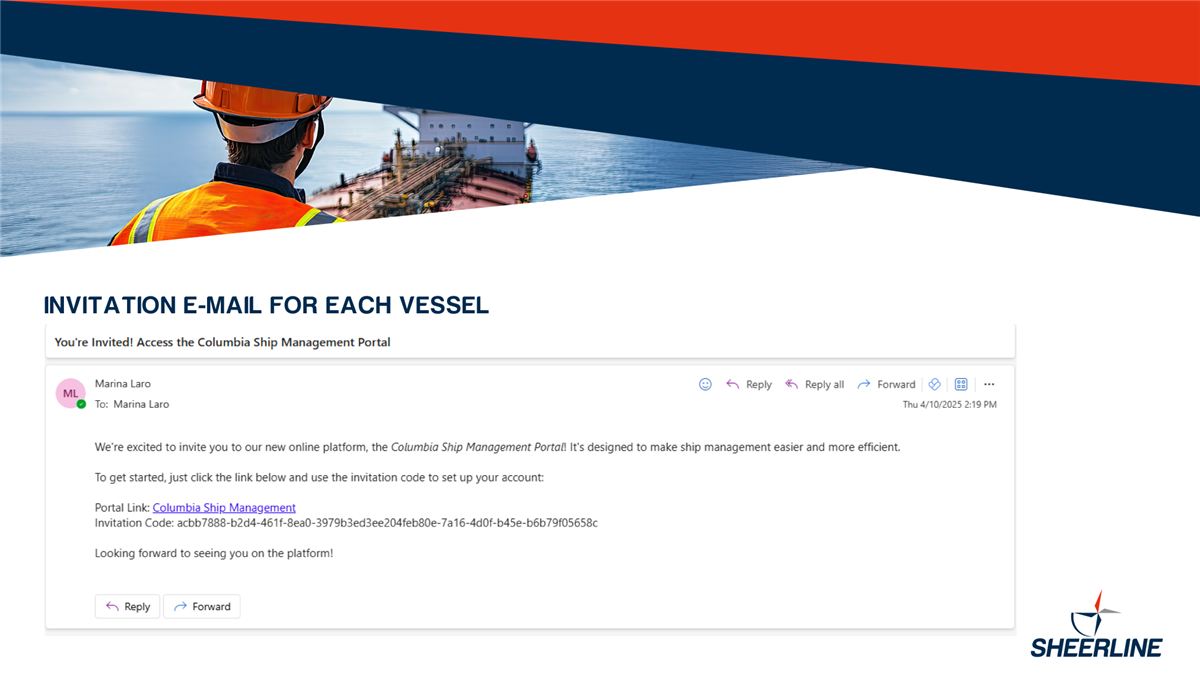 INVITATION E-MAIL FOR EACH VESSEL
You're Invited! Access the Columbia Ship Management Portal
ML
Marina Laro
To: Marina Laro
Reply
Reply all
Forward
Thu 4/10/2025 2:19 PM
We're excited to invite you to our new online platform, the Columbia Ship Management Portal! It's designed to make ship management easier and more efficient.
To get started, just click the link below and use the invitation code to set up your account:
Portal Link: Columbia Ship Management
Invitation Code: acbb7888-b2d4-461f-8ea0-3979b3ed3ee204feb80e-7a16-4d0f-b45e-b6b79f05658c
Looking forward to seeing you on the platform!
Reply
Forward
SHEERLINE